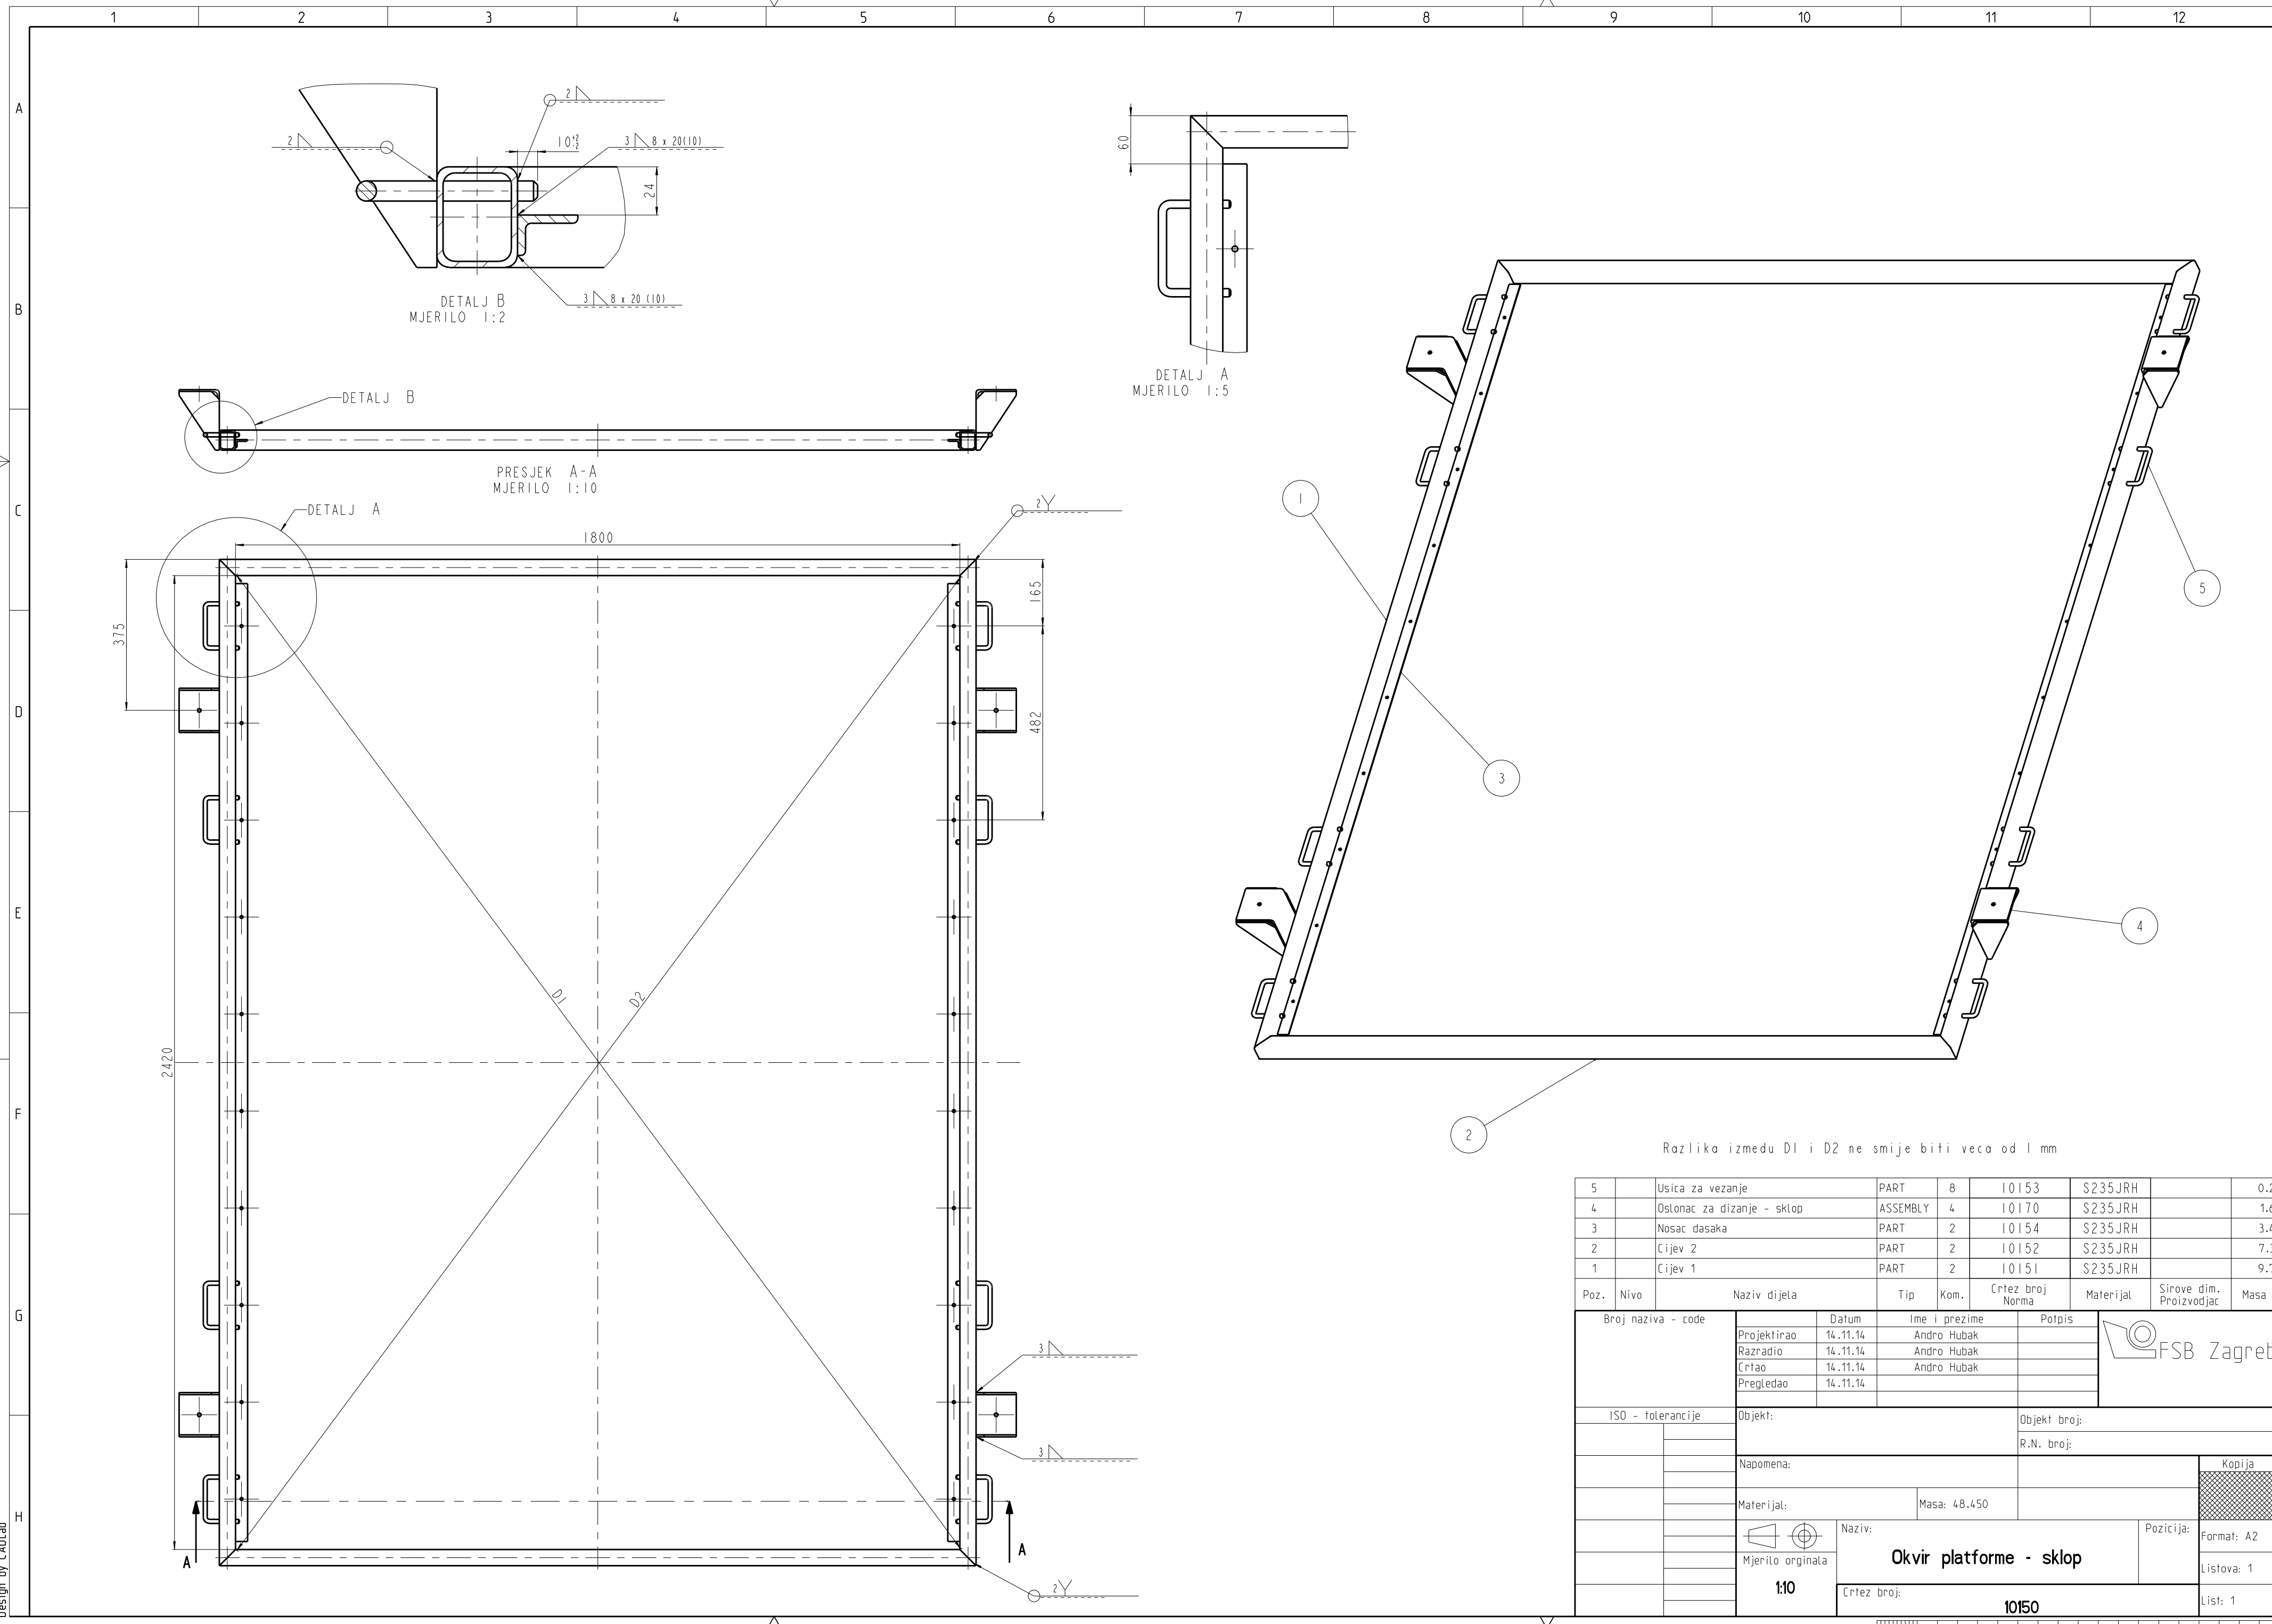 1 2 3 4 5 6 7 8 9 10 11 12
A
B
C
D
E
F
G
H
2
2
10 +2 -2
3 8 x 20(10)
24
3 8 x 20 (10)
DETALJ B
MJERILO 1:2
60
DETALJ A
MJERILO 1:5
DETALJ B
PRESJEK A-A
MJERILO 1:10
DETALJ A
2
1800
375
165
482
2420
D1
D2
3
3
A
A
2
1
3
5
4
2
Razlika izmedu D1 i D2 ne smije biti veca od 1 mm
5 Usica za vezanje PART 8 10153 S235JRH
4 Oslonac za dizanje - sklop ASSEMBLY 4 10170 S235JRH
3 Nosac dasaka PART 2 10154 S235JRH
2 Cijev 2 PART 2 10152 S235JRH
1 Cijev 1 PART 2 10151 S235JRH
Poz. Nivo Naziv dijela Tip Kom. Crtez broj Norma Materijal Sirove dim. Proizvodjac Masa
Broj naziva - code
Datum Ime i prezime Potpis
Projektirao 14.11.14 Andro Hubak
Razradio 14.11.14 Andro Hubak
Crtao 14.11.14 Andro Hubak
Pregledao 14.11.14
FSB Zagreb
ISO - tolerancije
Objekt:
Objekt broj:
R.N. broj:
Napomena:
Kopija
Materijal:
Masa: 48.450
Naziv:
Okvir platforme - sklop
Pozicija:
Format: A2
Mjerilo orginala
1:10
Listova: 1
Crtez broj:
10150
List: 1
Design by CADLab